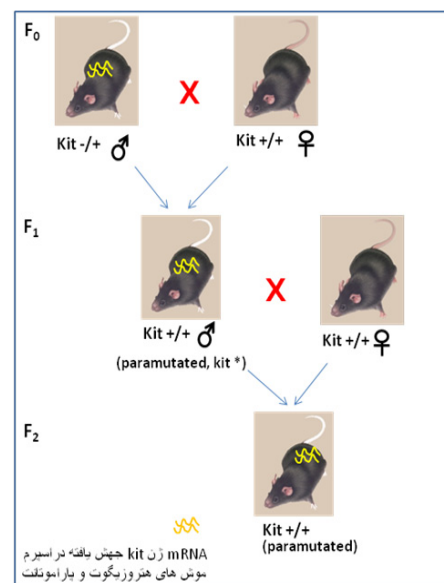 F0
X
Kit -/+ ♂ Kit +/+ ♀
F1
X
Kit +/+ ♂ Kit +/+ ♀
(paramutated, kit *)
F2
Kit +/+
(paramutated)
mRNA ژن kit جهش یافته در اسپرم
موش های هتروزیگوت و پاراموتانت